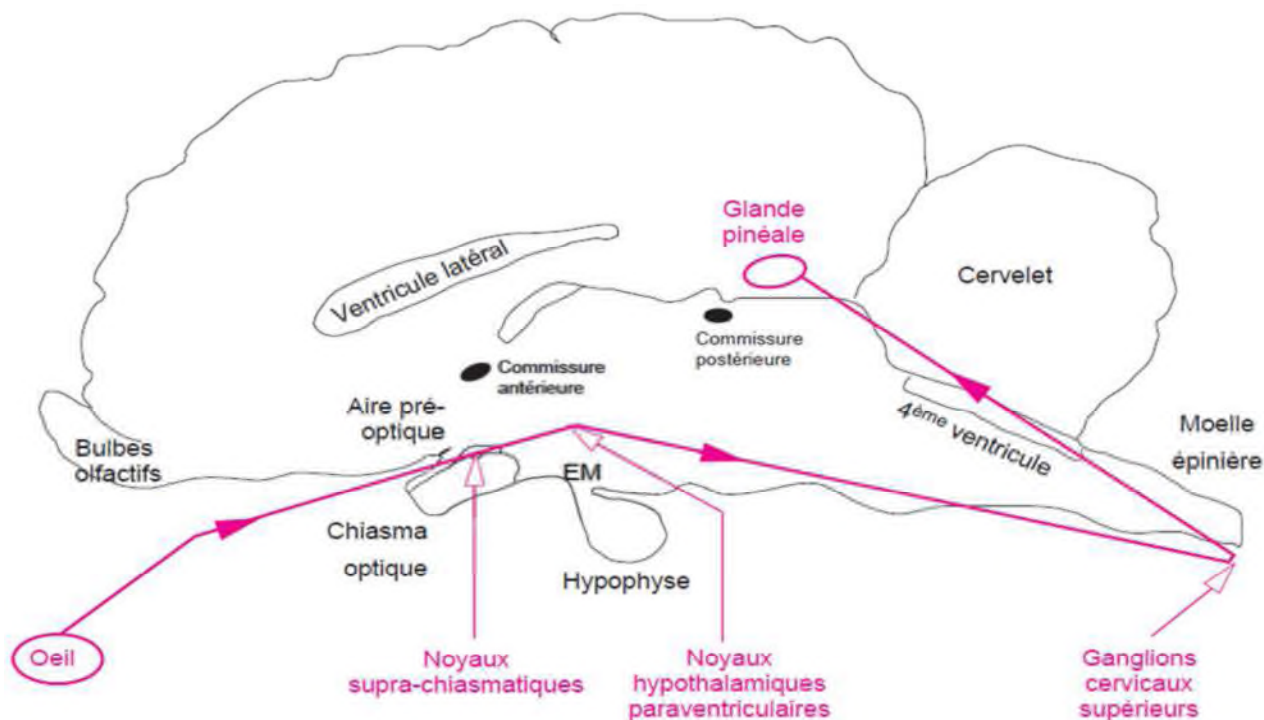 Glande
pinéale
Ventricule latéral
Cervelet
Commissure
postérieure
Commissure
antérieure
Aire pré-
optique
4ème ventricule
Moelle
épinière
Bulbes
olfactifs
EM
Chiasma
optique
Hypophyse
Oeil
Noyaux
supra-chiasmatiques
Noyaux
hypothalamiques
paraventriculaires
Ganglions
cervicaux
supérieurs